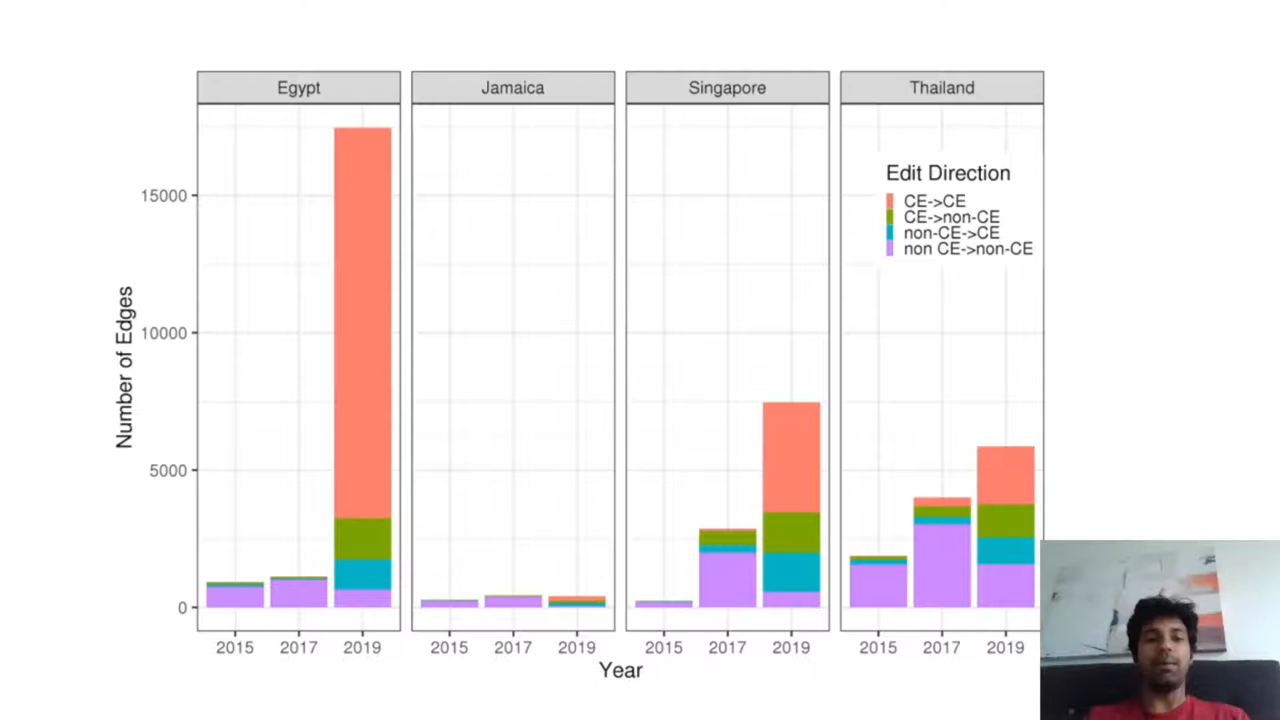 Egypt
Jamaica
Singapore
Thailand
Edit Direction
CE->CE
CE->non-CE
non-CE->CE
non CE->non-CE
Number of Edges
15000
10000
5000
0
2015 2017 2019
2015 2017 2019
2015 2017 2019
2015 2017 2019
Year